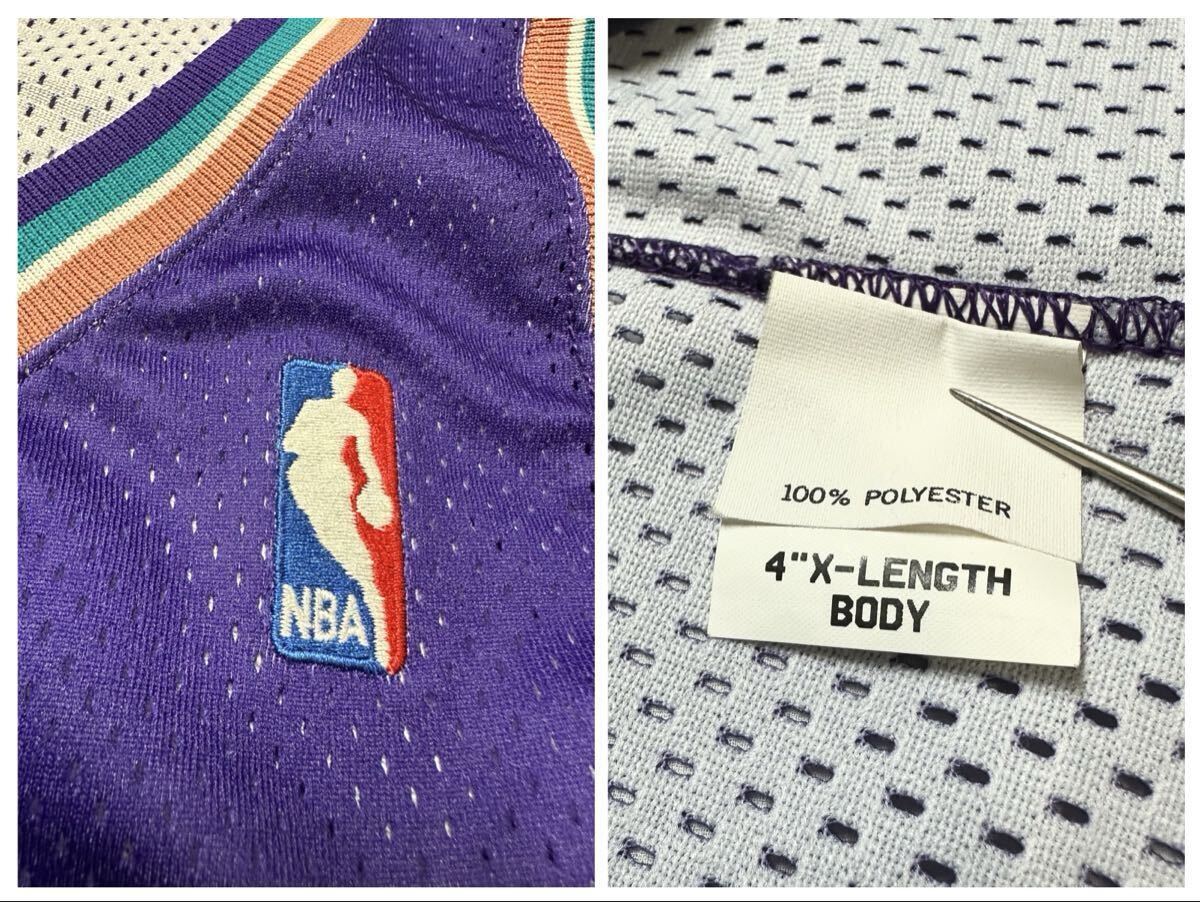 NBA
100% POLYESTER
4"X-LENGTH
BODY